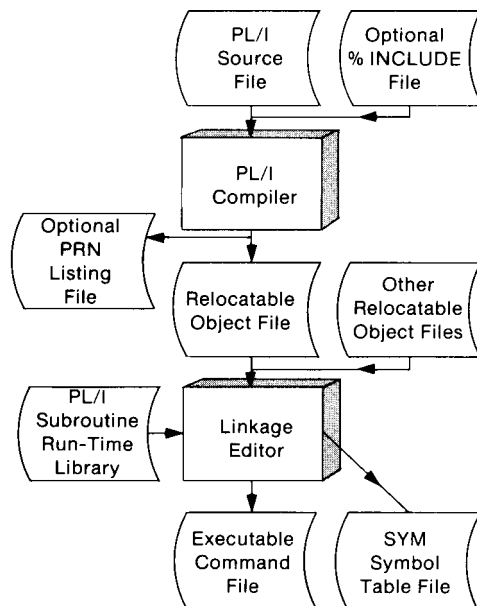 PL/I
Source
File
Optional
% INCLUDE
File
PL/I
Compiler
Optional
PRN
Listing
File
Relocatable
Object File
Other
Relocatable
Object Files
PL/I
Subroutine
Run-Time
Library
Linkage
Editor
Executable
Command
File
SYM
Symbol
Table File